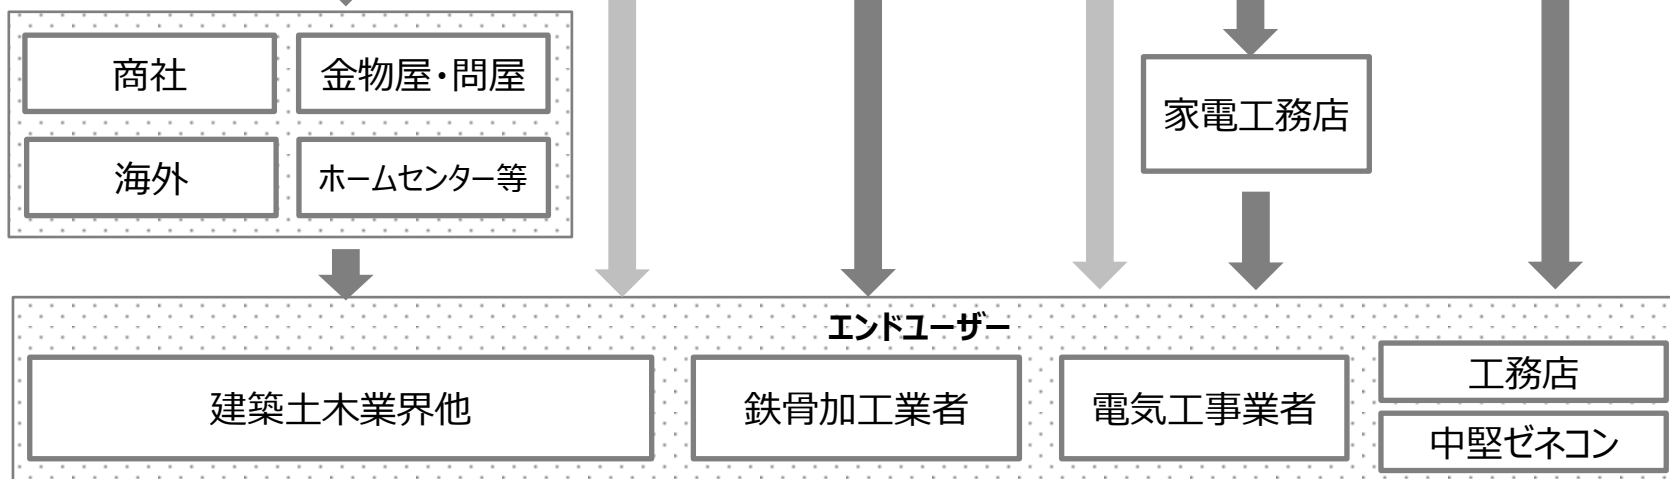 商社
金物屋・問屋
家電工務店
海外
ホームセンター等
エンドユーザー
建築土木業界他
鉄骨加工業者
電気工事業者
工務店
中堅ゼネコン